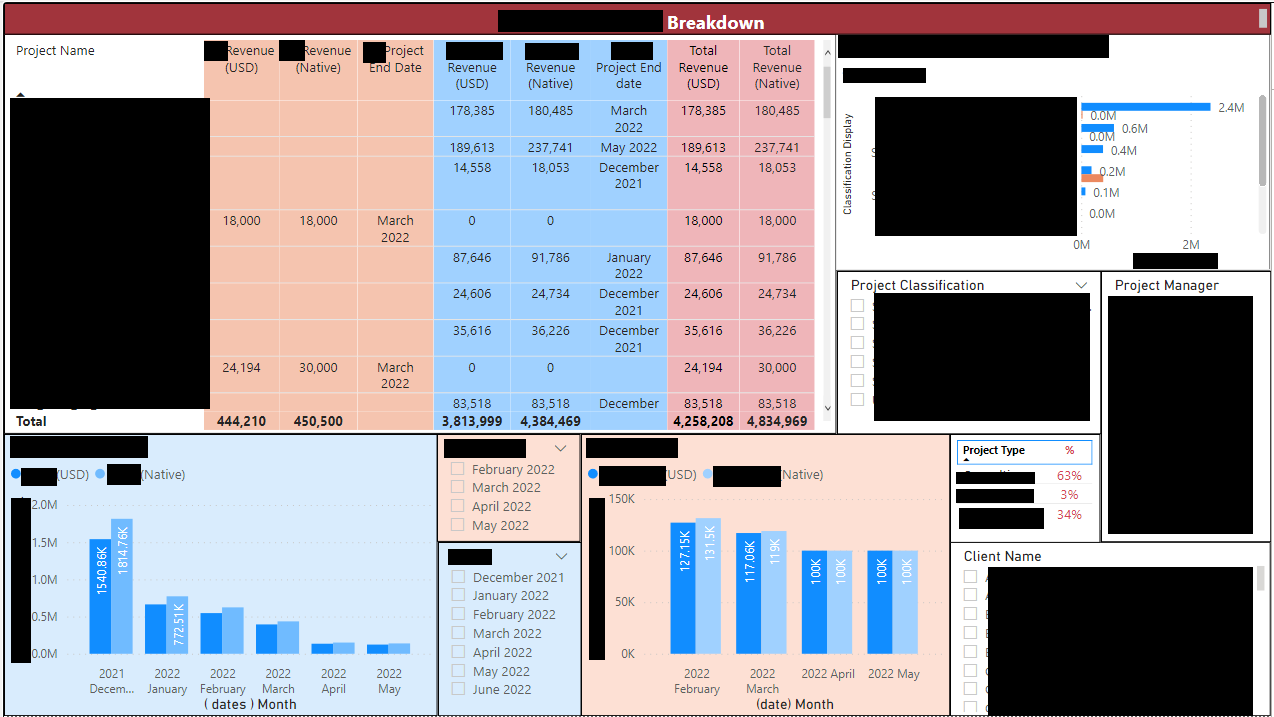 Breakdown
Project Name
Revenue (USD)
Revenue (Native)
Project End Date
Revenue (USD)
Revenue (Native)
Project End date
Total Revenue (USD)
Total Revenue (Native)
178,385 180,485 March 2022 178,385 180,485
189,613 237,741 May 2022 189,613 237,741
14,558 18,053 December 2021 14,558 18,053
18,000 18,000 March 2022 0 0 18,000 18,000
87,646 91,786 January 2022 87,646 91,786
24,606 24,734 December 2021 24,606 24,734
35,616 36,226 December 2021 35,616 36,226
24,194 30,000 March 2022 0 0 24,194 30,000
83,518 83,518 December 83,518 83,518
Total 444,210 450,500 3,813,999 4,384,469 4,258,208 4,834,969
Classification Display
2.4M
0.0M
0.6M
0.0M
0.4M
0.2M
0.1M
0.0M
0M 2M
Project Classification
Project Manager
(USD) (Native)
2.0M
1.5M
1.0M
0.5M
0.0M
1540.86K
1814.76K
772.51K
2021 Decem...
2022 January
2022 February
2022 March
2022 April
2022 May
( dates ) Month
February 2022
March 2022
April 2022
May 2022
December 2021
January 2022
February 2022
March 2022
April 2022
May 2022
June 2022
(USD) (Native)
150K
100K
50K
0K
127.15K
131.5K
117.06K
119K
100K
100K
100K
100K
2022 February
2022 March
2022 April
2022 May
(date) Month
Project Type %
63%
3%
34%
Client Name